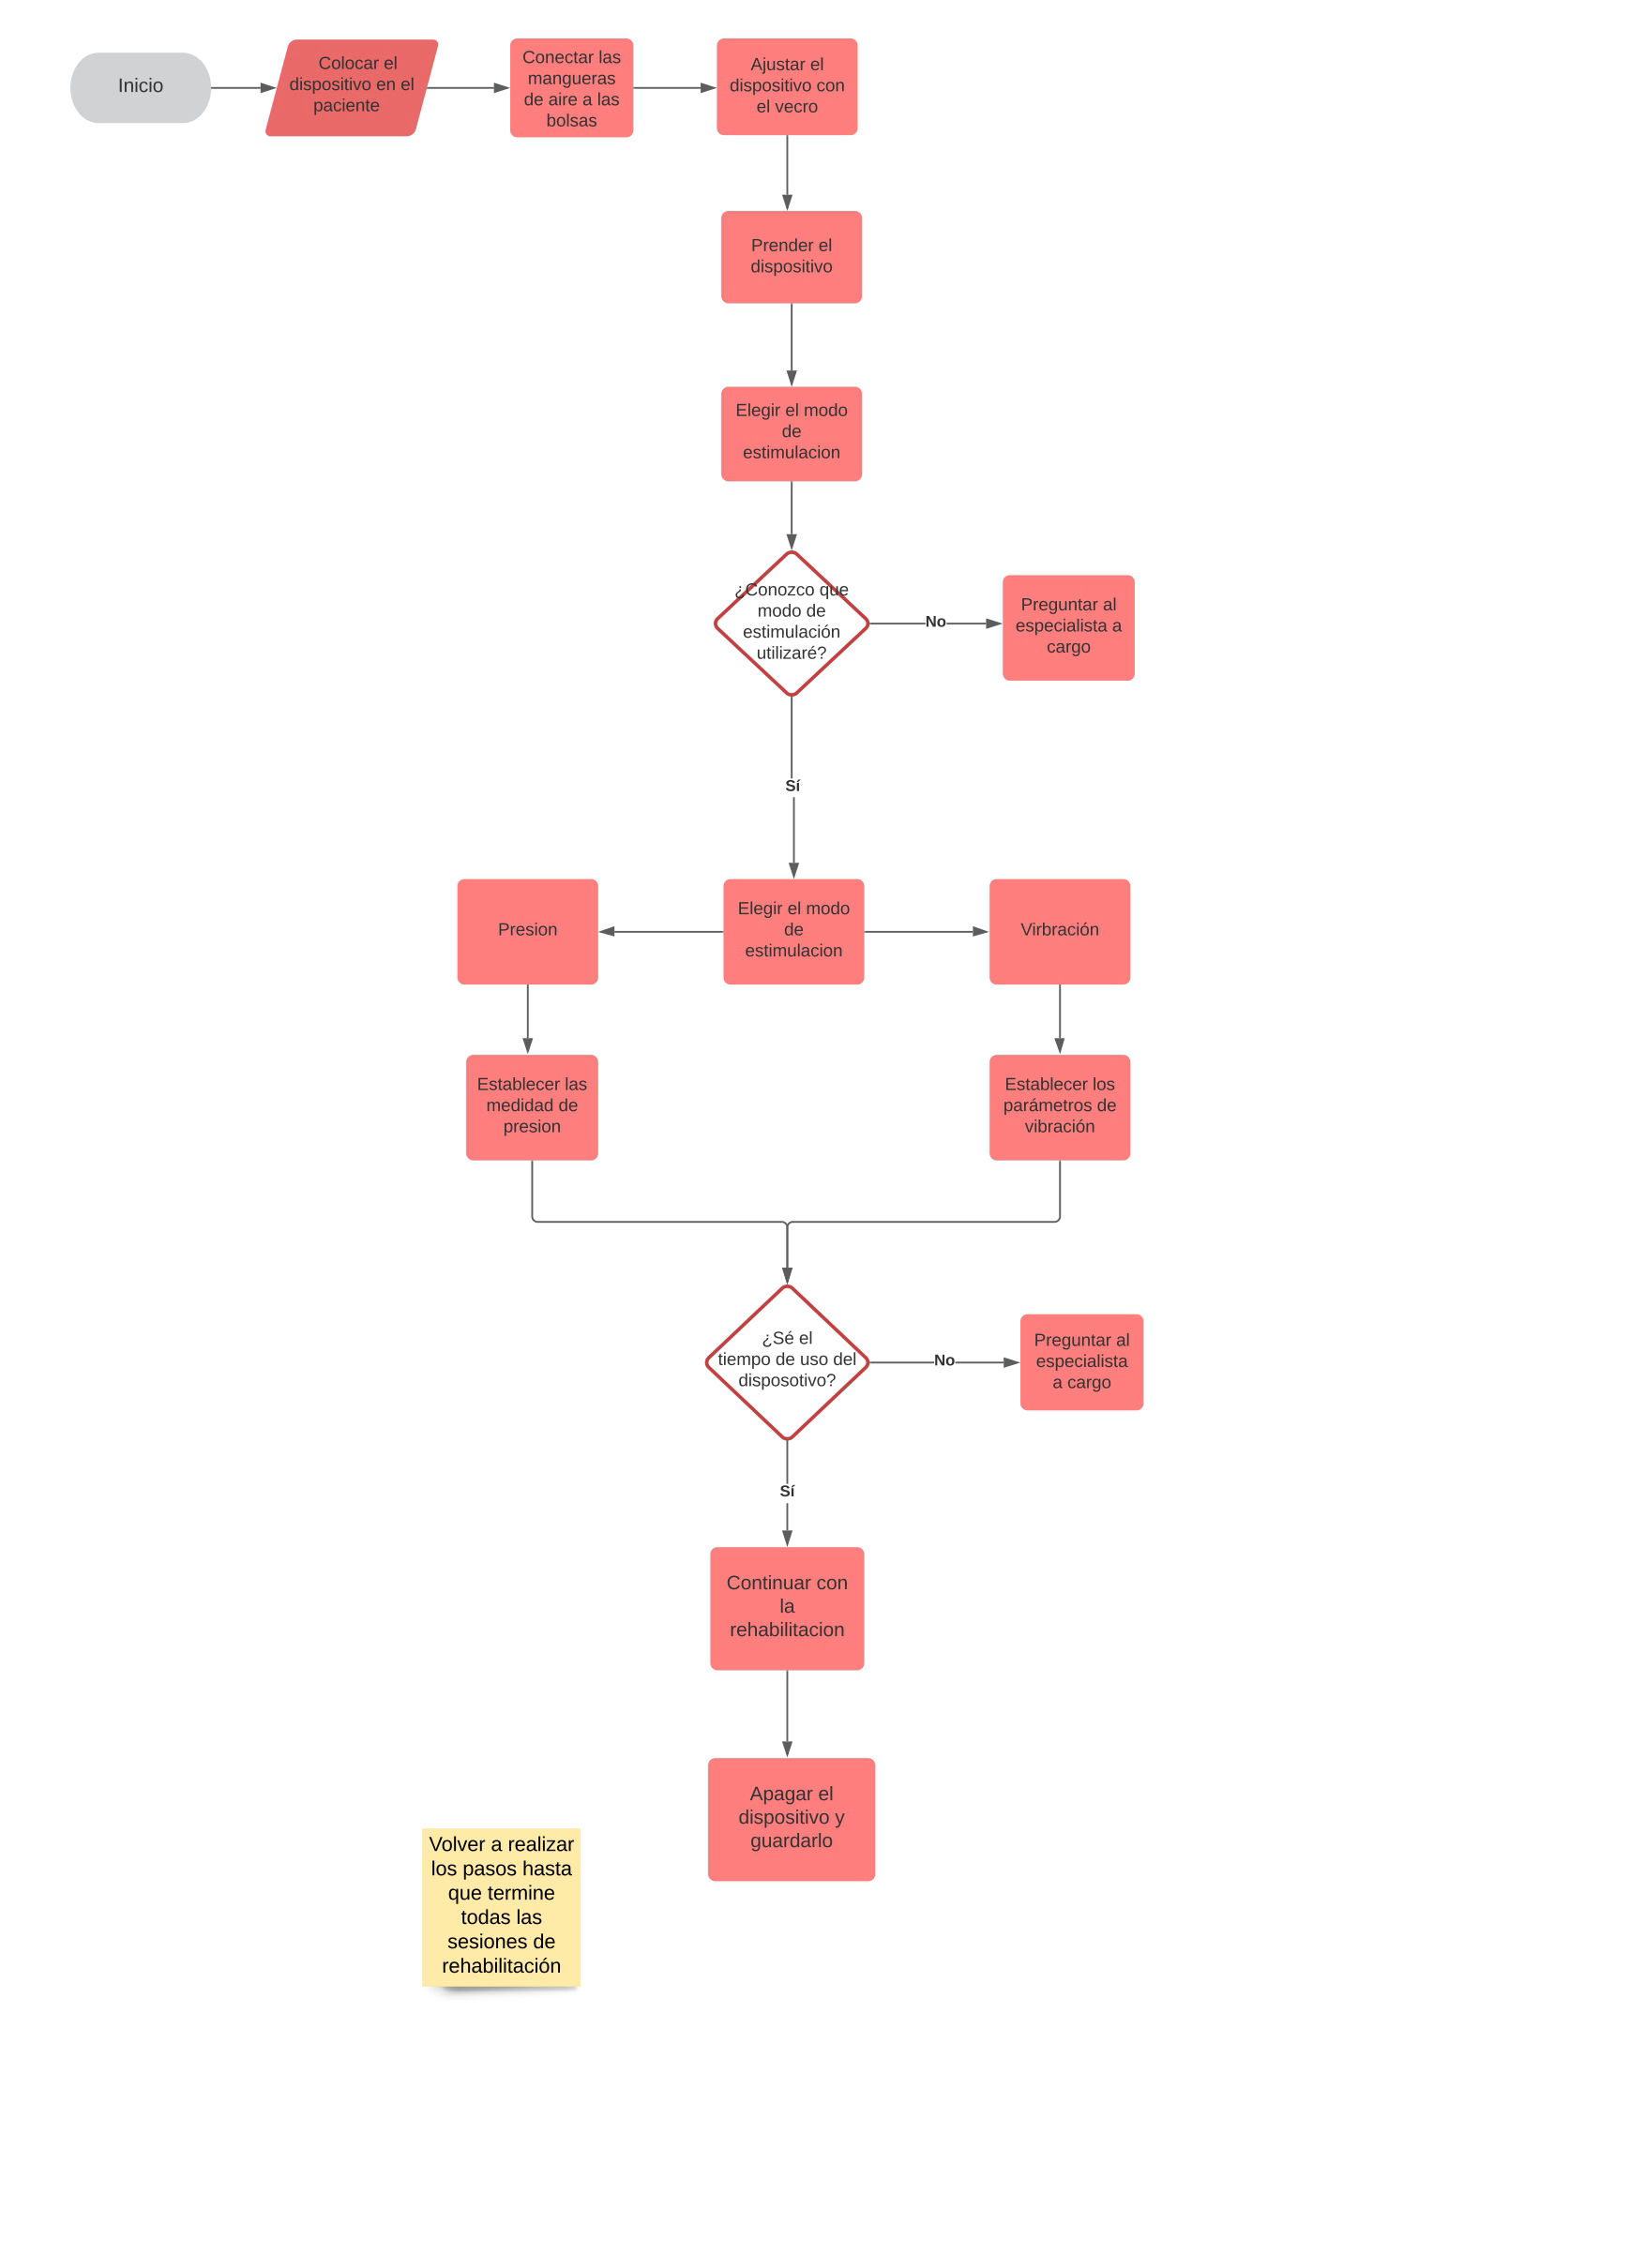 Inicio
Colocar el
dispositivo en el
paciente
Conectar las
mangueras
de aire a las
bolsas
Ajustar el
dispositivo con
el vecro
Prender el
dispositivo
Elegir el modo
de
estimulacion
¿Conozco que
modo de
estimulación
utilizaré?
No
Preguntar al
especialista a
cargo
Sí
Presion
Elegir el modo
de
estimulacion
Virbración
Establecer las
medidad de
presion
Establecer los
parámetros de
vibración
¿Sé el
tiempo de uso del
disposotivo?
No
Preguntar al
especialista
a cargo
Sí
Continuar con
la
rehabilitacion
Apagar el
dispositivo y
guardarlo
Volver a realizar
los pasos hasta
que termine
todas las
sesiones de
rehabilitación